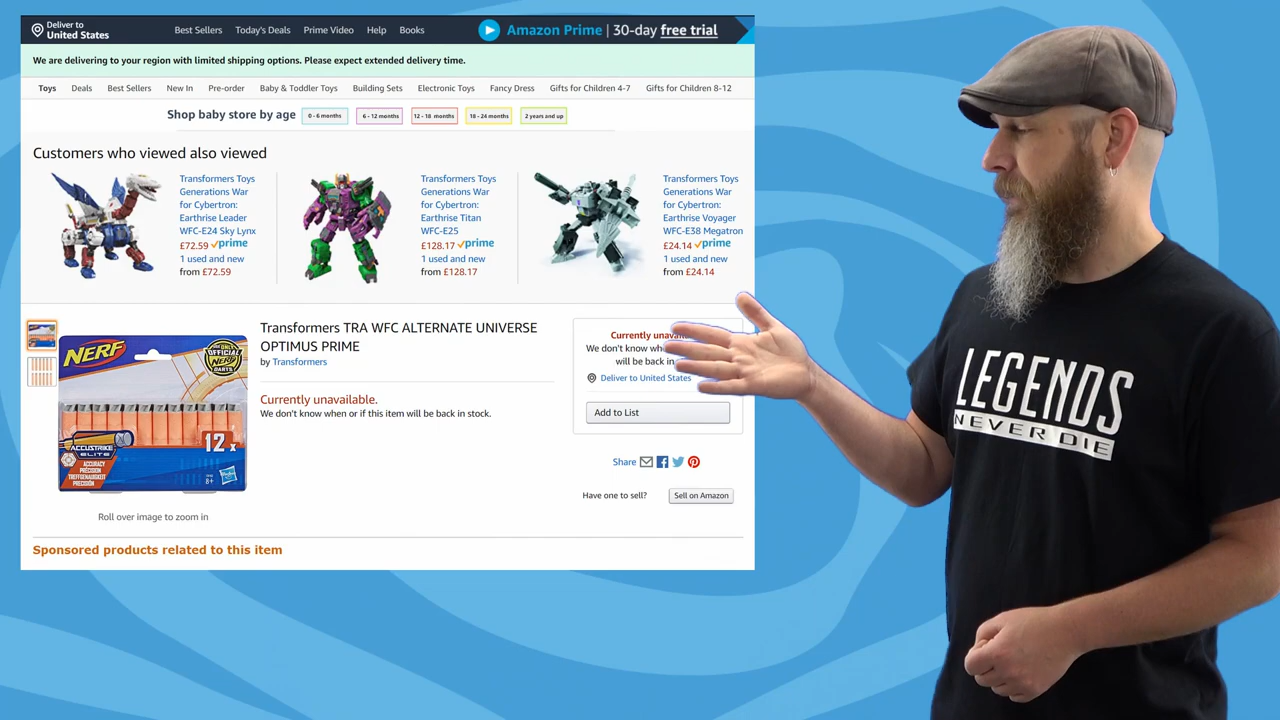 Deliver to
United States
Best Sellers
Today's Deals
Prime Video
Help
Books
Amazon Prime | 30-day free trial
We are delivering to your region with limited shipping options. Please expect extended delivery time.
Toys
Deals
Best Sellers
New In
Pre-order
Baby & Toddler Toys
Building Sets
Electronic Toys
Fancy Dress
Gifts for Children 4-7
Gifts for Children 8-12
Shop baby store by age
0 - 6 months
6 - 12 months
12 - 18 months
18 - 24 months
2 years and up
Customers who viewed also viewed
Transformers Toys
Generations War
for Cybertron:
Earthrise Leader
WFC-E24 Sky Lynx
£72.59 prime
1 used and new
from £72.59
Transformers Toys
Generations War
for Cybertron:
Earthrise Titan
WFC-E25
£128.17 prime
1 used and new
from £128.17
Transformers Toys
Generations War
for Cybertron:
Earthrise Voyager
WFC-E38 Megatron
£24.14 prime
1 used and new
from £24.14
NERF
OFFICIAL
NERF
DARTS
12x
ACCUSTRIKE
ELITE
ACCURACY
PRECISION
TREFFGENAUIGKEIT
PRECISIÓN
8+
Hasbro
Roll over image to zoom in
Transformers TRA WFC ALTERNATE UNIVERSE
OPTIMUS PRIME
by Transformers
Currently unavailable.
We don't know when or if this item will be back in stock.
Currently
We don't know
will be back in
Deliver to United States
Add to List
Share
Have one to sell?
Sell on Amazon
Sponsored products related to this item
LEGENDS
NEVER DIE